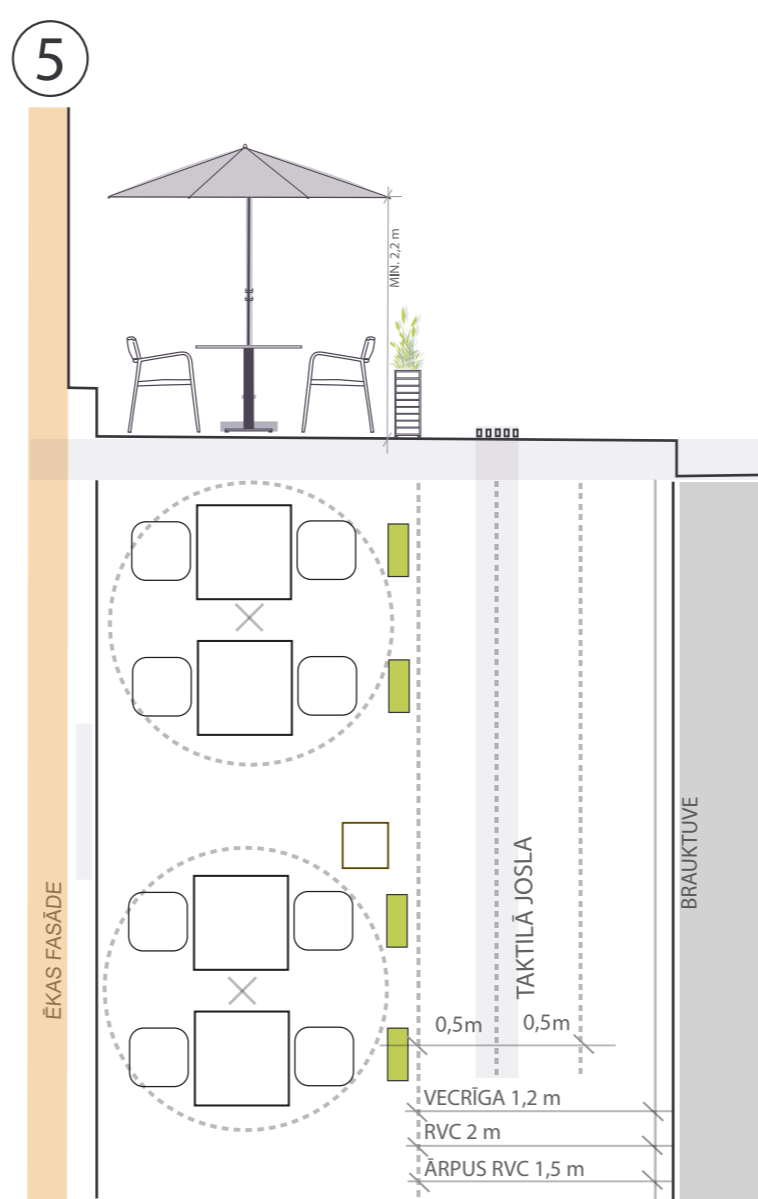 5
MIN. 2,2 m
ĒKAS FASĀDE
TAKTILĀ JOSLA
BRAUKTUVE
0,5m
0,5m
VECRĪGA 1,2 m
RVC 2 m
ĀRPUS RVC 1,5 m